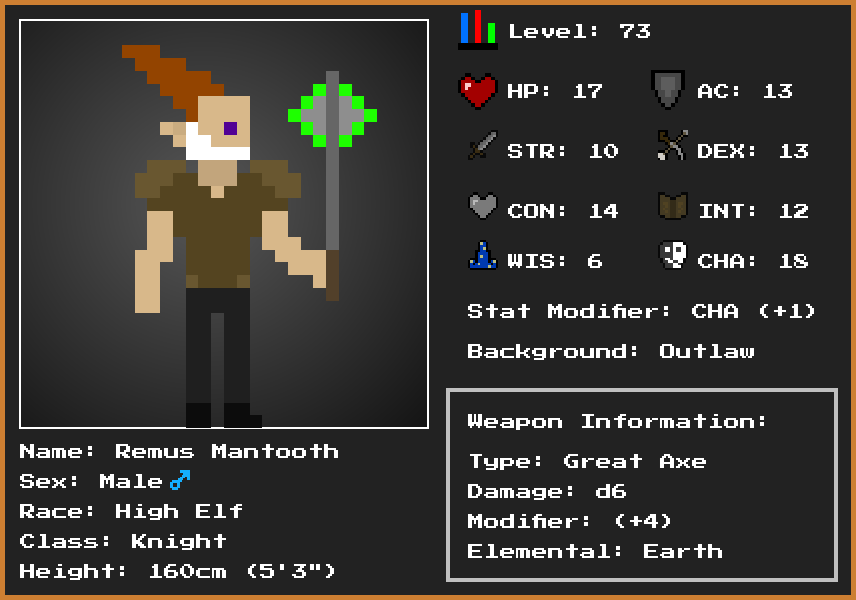 Level: 73
HP: 17 AC: 13
STR: 10 DEX: 13
CON: 14 INT: 12
WIS: 6 CHA: 18
Stat Modifier: CHA (+1)
Background: Outlaw
Name: Remus Mantooth
Sex: Male ♂
Race: High Elf
Class: Knight
Height: 160cm (5'3")
Weapon Information:
Type: Great Axe
Damage: d6
Modifier: (+4)
Elemental: Earth